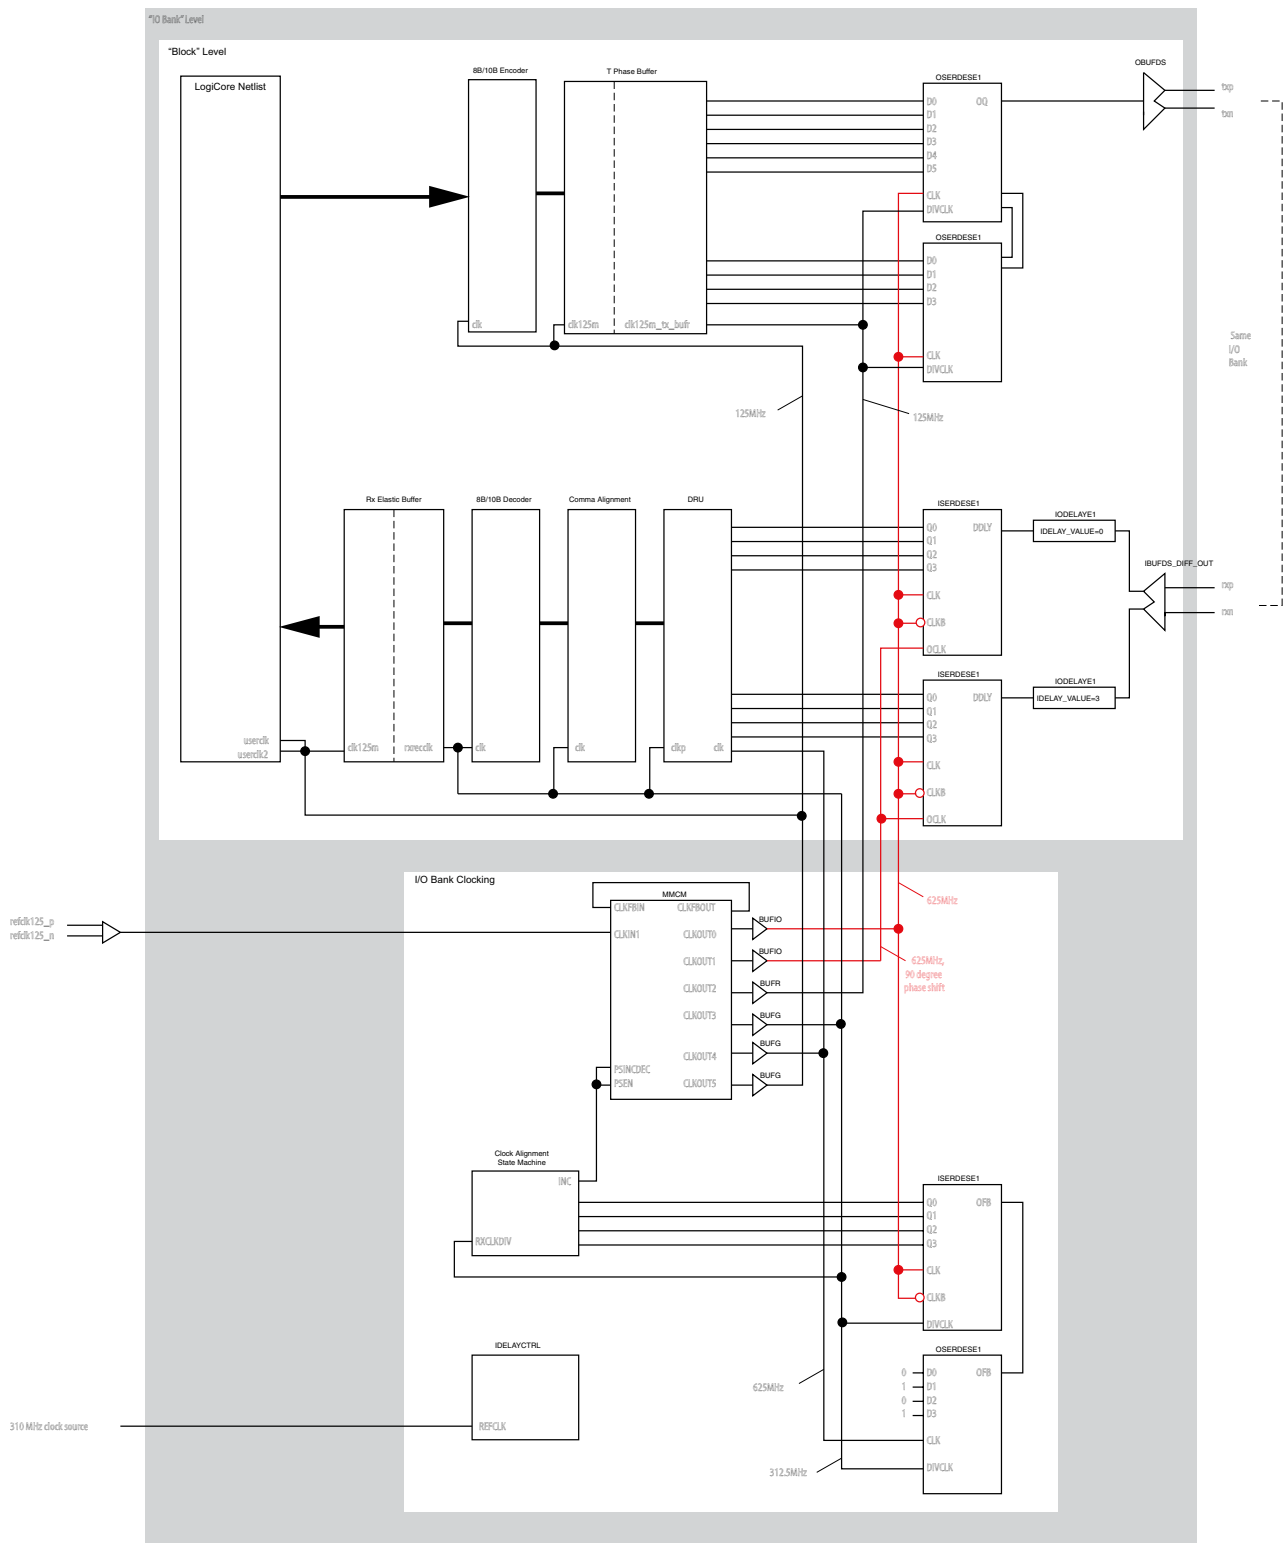 "IO Bank" Level
"Block" Level
LogiCore Netlist
8B/10B Encoder
T Phase Buffer
OSERDESE1
OBUFDS
D0
OQ
D1
D2
D3
D4
D5
CLK
DIVCLK
txp
txn
OSERDESE1
D0
D1
D2
D3
CLK
DIVCLK
clk
clk125m
clk125m_tx_bufr
Same
I/O
Bank
125MHz
125MHz
Rx Elastic Buffer
8B/10B Decoder
Comma Alignment
DRU
ISERDESE1
Q0
DDLY
Q1
Q2
Q3
CLK
CLKB
OCLK
IODELAYE1
IDELAY_VALUE=0
IBUFDS_DIFF_OUT
rxp
rxn
ISERDESE1
Q0
DDLY
Q1
Q2
Q3
CLK
CLKB
OCLK
IODELAYE1
IDELAY_VALUE=3
userclk
userclk2
clk125m
rxrecclk
clk
clk
clkp
clk
I/O Bank Clocking
MMCM
CLKFBIN
CLKFBOUT
CLKIN1
CLKOUT0
CLKOUT1
CLKOUT2
CLKOUT3
CLKOUT4
CLKOUT5
PSINCDEC
PSEN
BUFIO
BUFIO
BUFR
BUFG
BUFG
BUFG
refclk125_p
refclk125_n
625MHz
625MHz,
90 degree
phase shift
Clock Alignment
State Machine
INC
RXCLKDIV
ISERDESE1
Q0
OFB
Q1
Q2
Q3
CLK
CLKB
DIVCLK
IDELAYCTRL
REFCLK
310 MHz clock source
625MHz
312.5MHz
OSERDESE1
0 D0
OFB
1 D1
0 D2
1 D3
CLK
DIVCLK